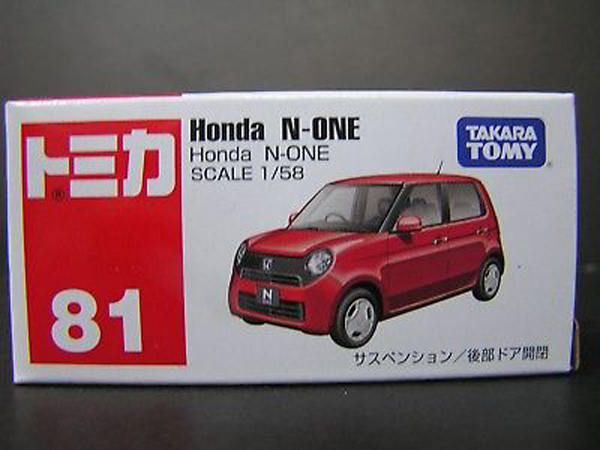 トミカ®
81
Honda N-ONE
Honda N-ONE
SCALE 1/58
TAKARA
TOMY
N
サスペンション／後部ドア開閉